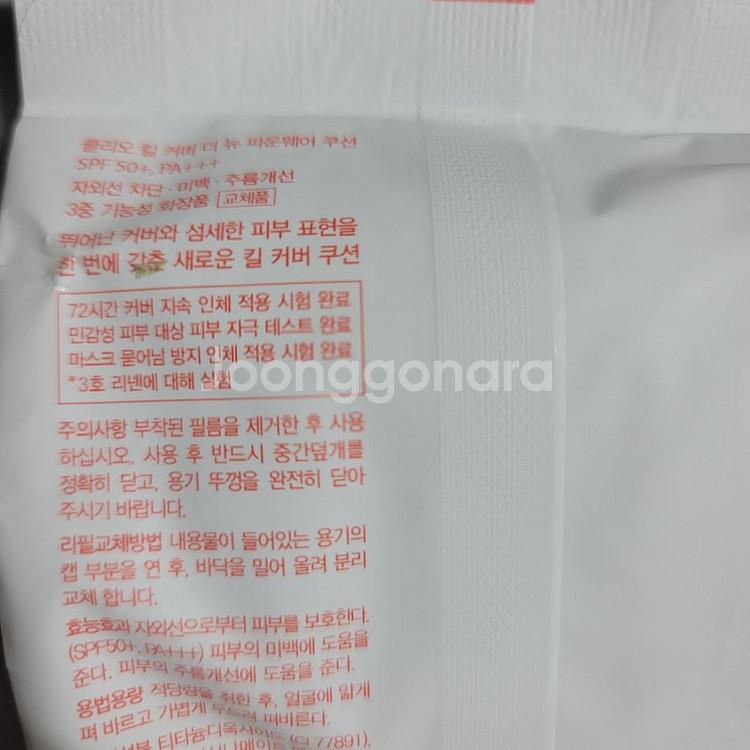 클리오 킬 커버 더 뉴 파운웨어 쿠션
SPF 50+, PA+++
자외선 차단 · 미백 · 주름개선
3중 기능성 화장품 교체품
뛰어난 커버와 섬세한 피부 표현을
한 번에 갖춘 새로운 킬 커버 쿠션
72시간 커버 지속 인체 적용 시험 완료
민감성 피부 대상 피부 자극 테스트 완료
마스크 묻어남 방지 인체 적용 시험 완료
*3호 리넨에 대해 실험
joonggonara
주의사항 부착된 필름을 제거한 후 사용
하십시오. 사용 후 반드시 중간덮개를
정확히 닫고, 용기 뚜껑을 완전히 닫아
주시기 바랍니다.
리필교체방법 내용물이 들어있는 용기의
캡 부분을 연 후, 바닥을 밀어 올려 분리
교체 합니다.
효능효과 자외선으로부터 피부를 보호한다.
(SPF50+, PA+++) 피부의 미백에 도움을
준다. 피부의 주름개선에 도움을 준다.
용법용량 적당량을 취한 후, 얼굴에 얇게
펴 바르고 가볍게 두드려 펴바른다.
티타늄디옥사이드 (CI 77891),